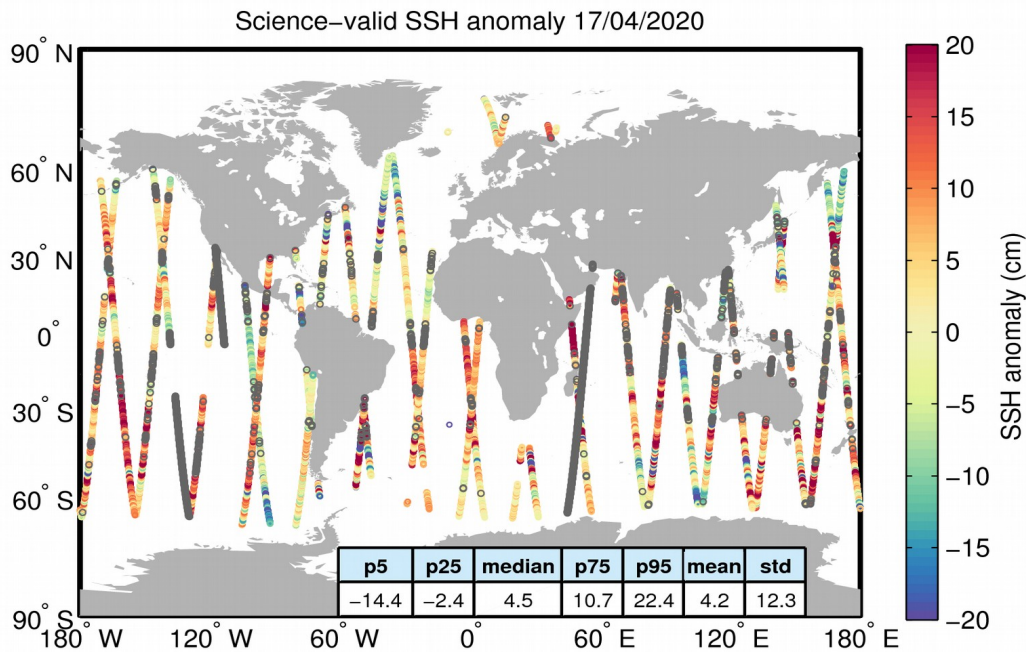 Science−valid SSH anomaly 17/04/2020
90° N
60° N
30° N
0°
30° S
60° S
90° S
180° W
120° W
60° W
0°
60° E
120° E
180° E
p5 p25 median p75 p95 mean std
−14.4 −2.4 4.5 10.7 22.4 4.2 12.3
20
15
10
5
0
−5
−10
−15
−20
SSH anomaly (cm)